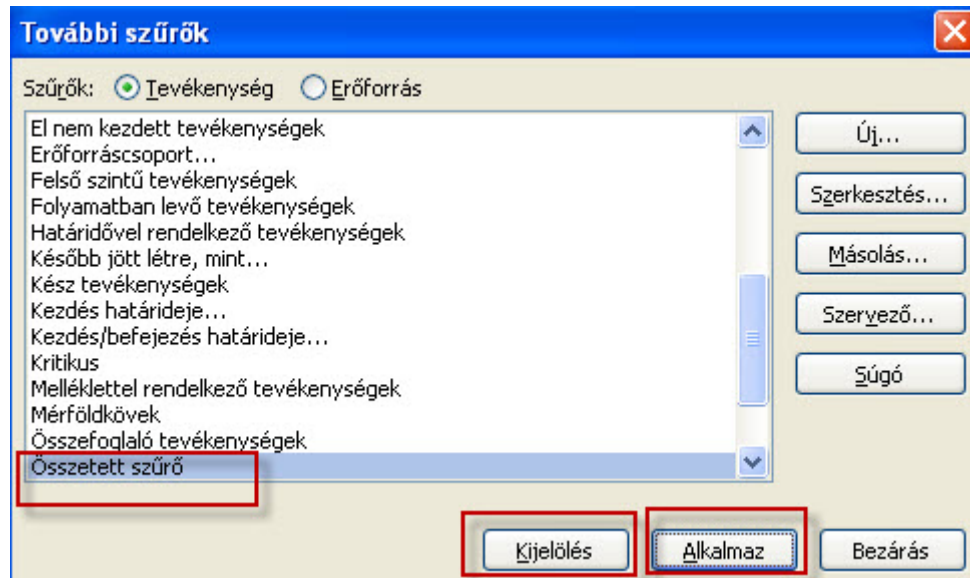 További szűrők
Szűrők: Tevékenység Erőforrás
El nem kezdett tevékenységek
Erőforráscsoport...
Felső szintű tevékenységek
Folyamatban levő tevékenységek
Határidővel rendelkező tevékenységek
Később jött létre, mint...
Kész tevékenységek
Kezdés határideje...
Kezdés/befejezés határideje...
Kritikus
Melléklettel rendelkező tevékenységek
Mérföldkövek
Összefoglaló tevékenységek
Összetett szűrő
Új...
Szerkesztés...
Másolás...
Szervező...
Súgó
Kijelölés Alkalmaz Bezárás